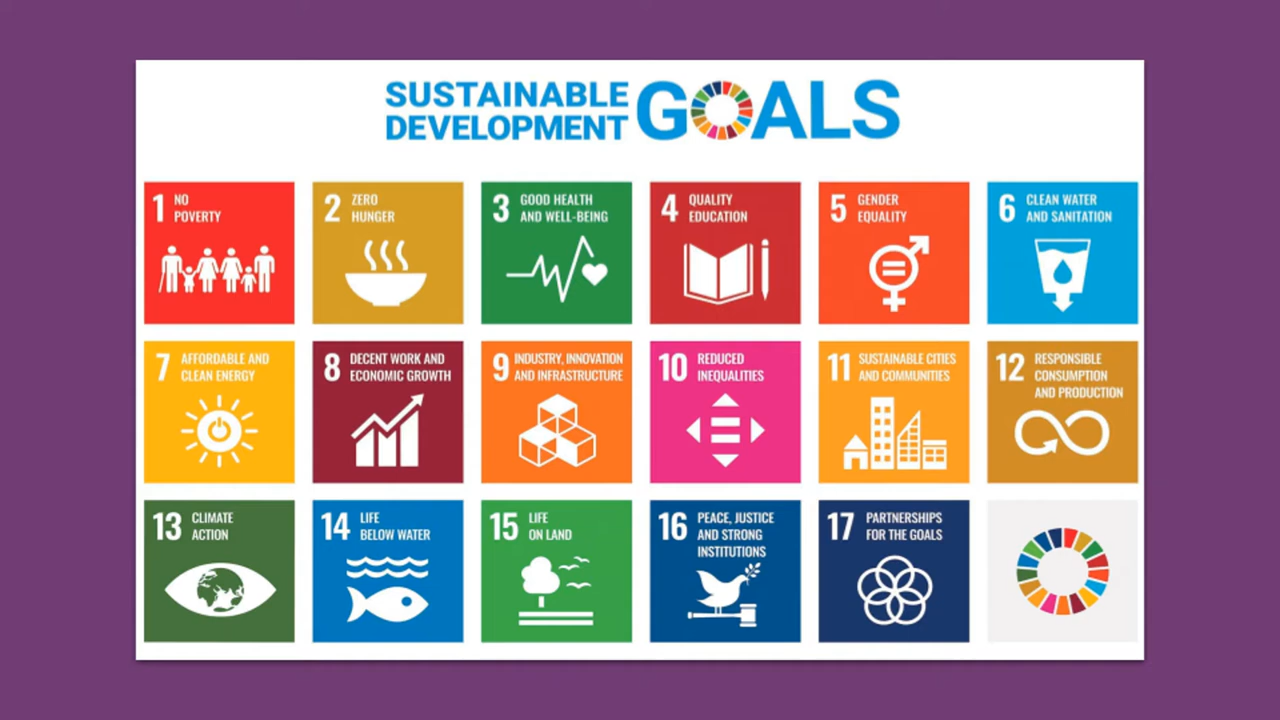 SUSTAINABLE
DEVELOPMENT
GOALS
1 NO
POVERTY
2 ZERO
HUNGER
3 GOOD HEALTH
AND WELL-BEING
4 QUALITY
EDUCATION
5 GENDER
EQUALITY
6 CLEAN WATER
AND SANITATION
7 AFFORDABLE AND
CLEAN ENERGY
8 DECENT WORK AND
ECONOMIC GROWTH
9 INDUSTRY, INNOVATION
AND INFRASTRUCTURE
10 REDUCED
INEQUALITIES
11 SUSTAINABLE CITIES
AND COMMUNITIES
12 RESPONSIBLE
CONSUMPTION
AND PRODUCTION
13 CLIMATE
ACTION
14 LIFE
BELOW WATER
15 LIFE
ON LAND
16 PEACE, JUSTICE
AND STRONG
INSTITUTIONS
17 PARTNERSHIPS
FOR THE GOALS